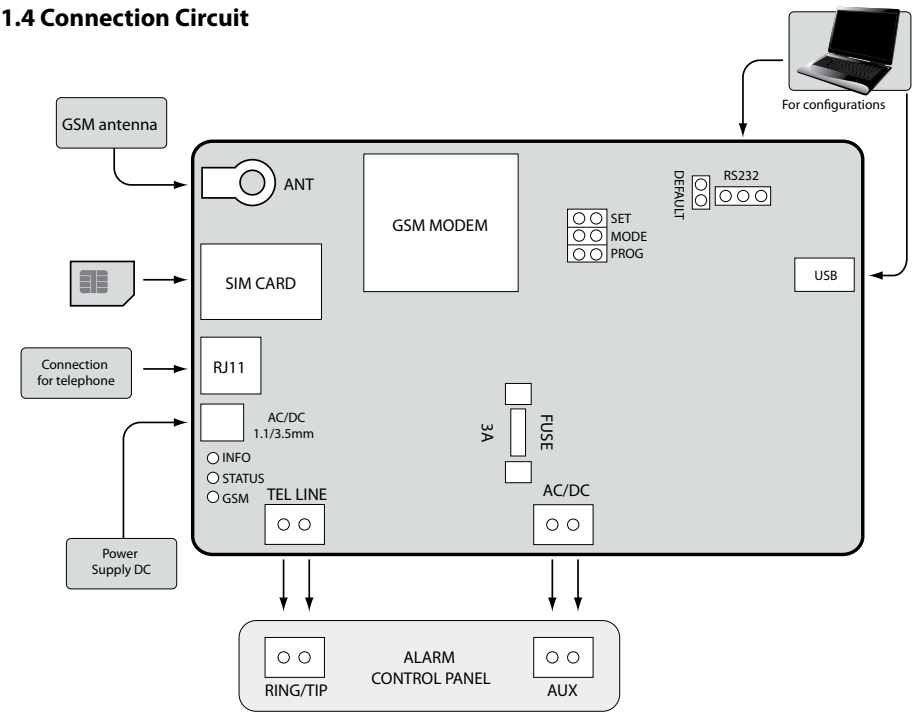 1.4 Connection Circuit
For configurations
GSM antenna
ANT
GSM MODEM
SET
MODE
PROG
DEFAULT
RS232
USB
SIM CARD
Connection
for telephone
RJ11
AC/DC
1.1/3.5mm
INFO
STATUS
GSM
TEL LINE
3A
FUSE
AC/DC
Power
Supply DC
ALARM
CONTROL PANEL
RING/TIP
AUX